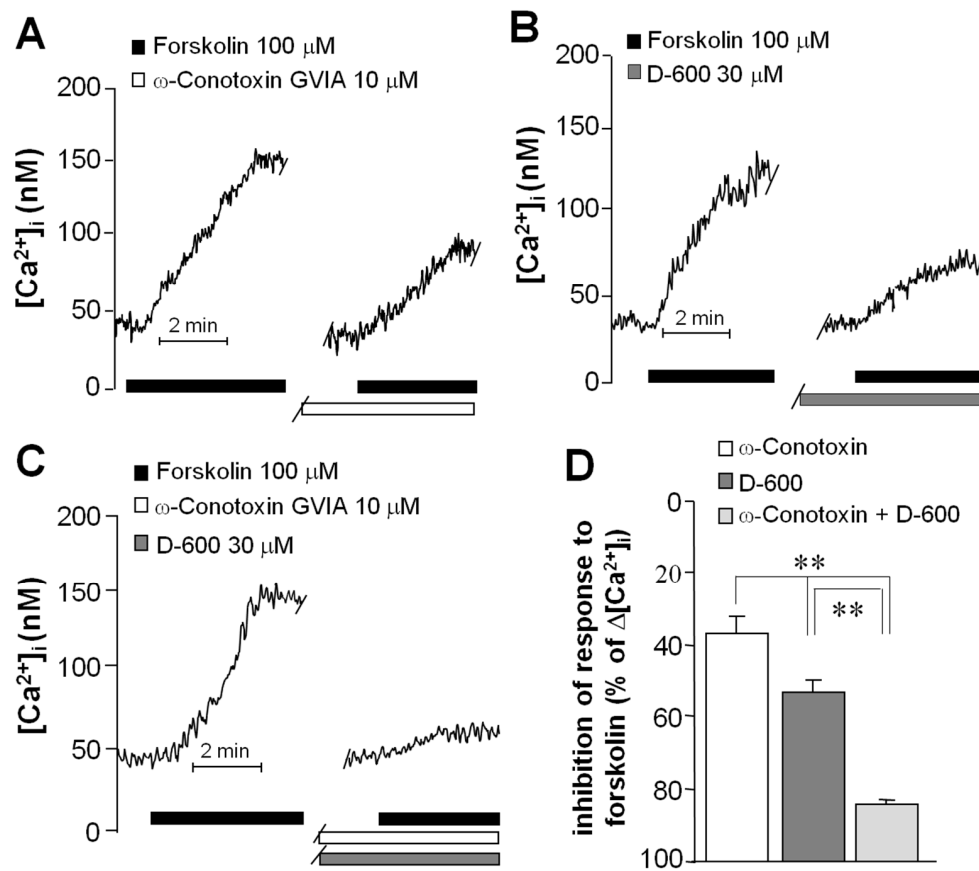 A
Forskolin 100 μM
ω-Conotoxin GVIA 10 μM
[Ca²⁺]i (nM)
200
150
100
50
0
2 min
B
Forskolin 100 μM
D-600 30 μM
[Ca²⁺]i (nM)
200
150
100
50
0
2 min
C
Forskolin 100 μM
ω-Conotoxin GVIA 10 μM
D-600 30 μM
[Ca²⁺]i (nM)
200
150
100
50
0
2 min
D
ω-Conotoxin
D-600
ω-Conotoxin + D-600
inhibition of response to
forskolin (% of Δ[Ca²⁺]i)
0
20
40
60
80
100
**
**